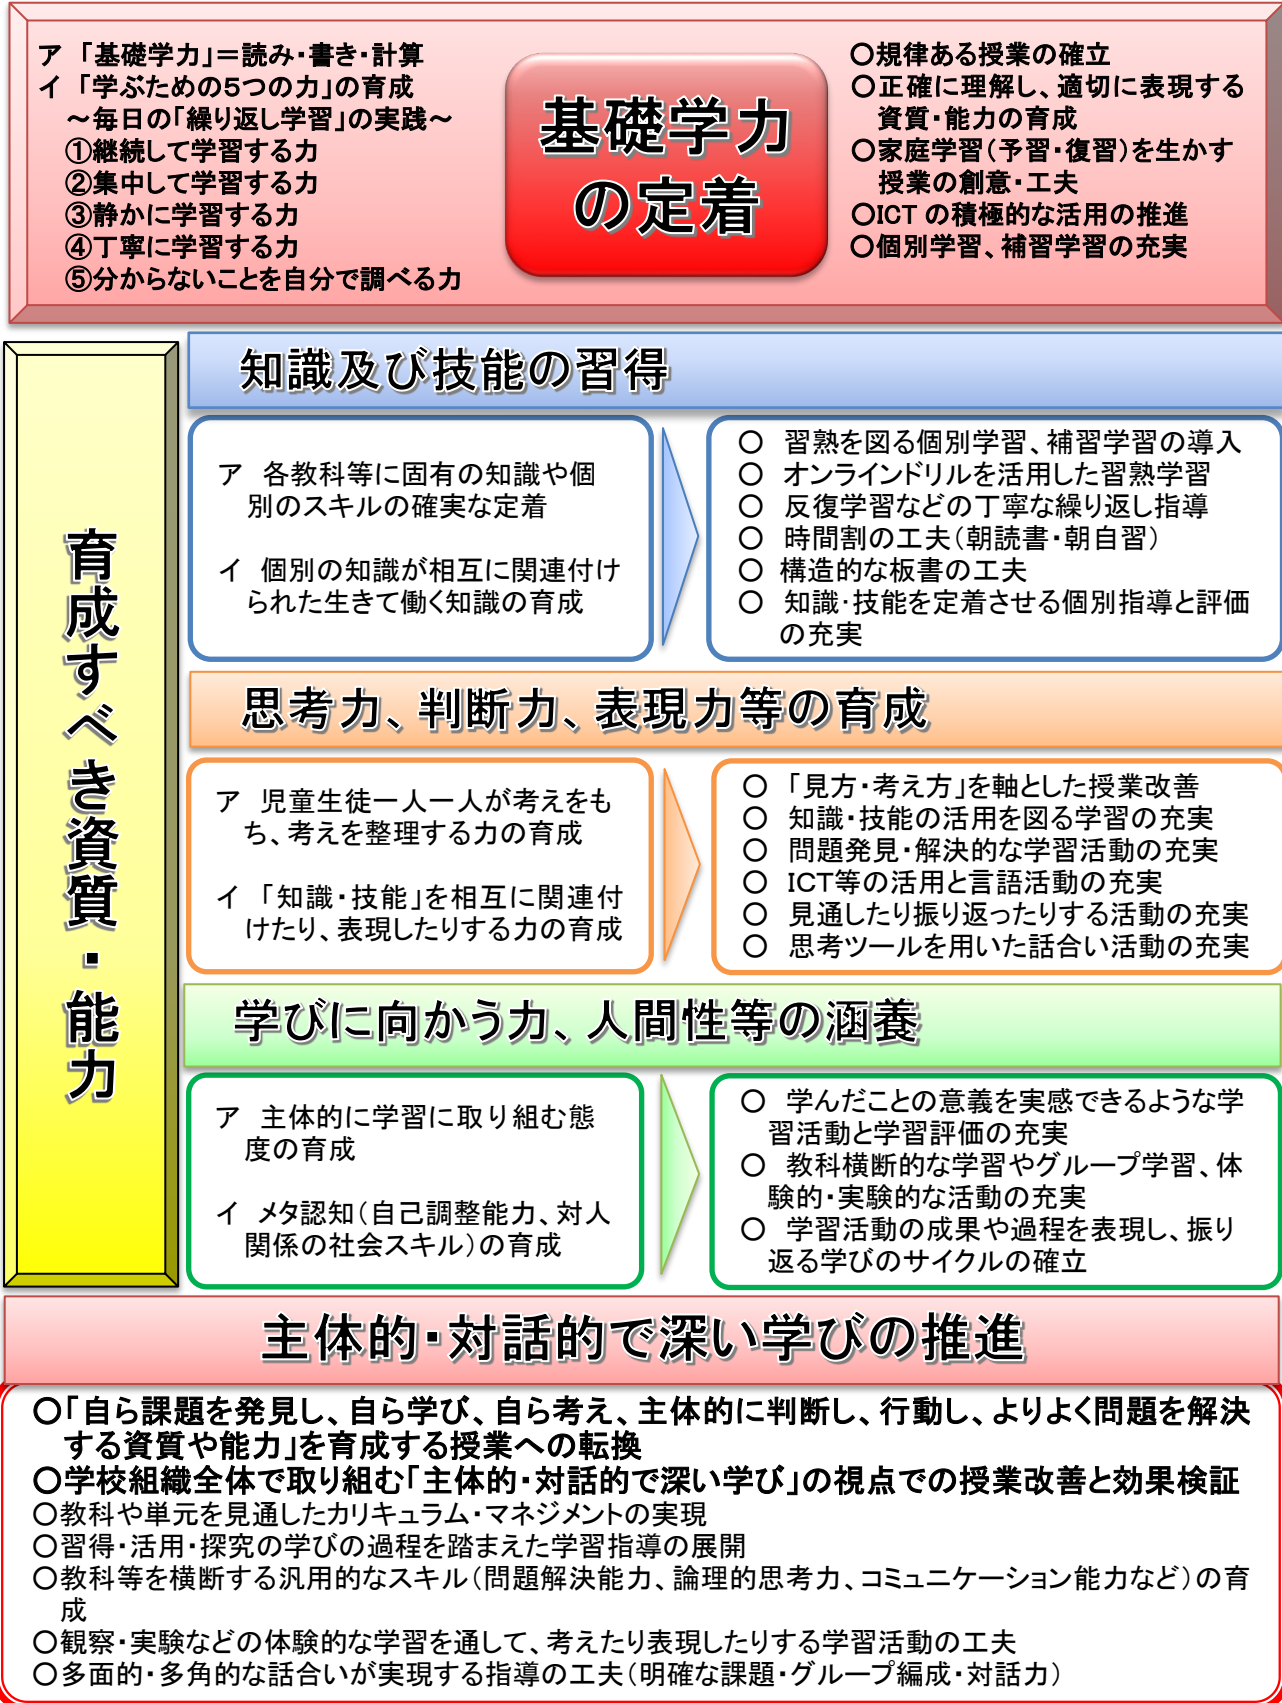 ア 「基礎学力」＝読み・書き・計算
イ 「学ぶための5つの力」の育成
～毎日の「繰り返し学習」の実践～
①継続して学習する力
②集中して学習する力
③静かに学習する力
④丁寧に学習する力
⑤分からないことを自分で調べる力
基礎学力
の定着
○規律ある授業の確立
○正確に理解し、適切に表現する
資質・能力の育成
○家庭学習（予習・復習）を生かす
授業の創意・工夫
○ICT の積極的な活用の推進
○個別学習、補習学習の充実
育成すべき資質・能力
知識及び技能の習得
ア 各教科等に固有の知識や個
別のスキルの確実な定着
イ 個別の知識が相互に関連付け
られた生きて働く知識の育成
○ 習熟を図る個別学習、補習学習の導入
○ オンラインドリルを活用した習熟学習
○ 反復学習などの丁寧な繰り返し指導
○ 時間割の工夫（朝読書・朝自習）
○ 構造的な板書の工夫
○ 知識・技能を定着させる個別指導と評価
の充実
思考力、判断力、表現力等の育成
ア 児童生徒一人一人が考えをも
ち、考えを整理する力の育成
イ 「知識・技能」を相互に関連付
けたり、表現したりする力の育成
○ 「見方・考え方」を軸とした授業改善
○ 知識・技能の活用を図る学習の充実
○ 問題発見・解決的な学習活動の充実
○ ICT等の活用と言語活動の充実
○ 見通したり振り返ったりする活動の充実
○ 思考ツールを用いた話合い活動の充実
学びに向かう力、人間性等の涵養
ア 主体的に学習に取り組む態
度の育成
イ メタ認知（自己調整能力、対人
関係の社会スキル）の育成
○ 学んだことの意義を実感できるような学
習活動と学習評価の充実
○ 教科横断的な学習やグループ学習、体
験的・実験的な活動の充実
○ 学習活動の成果や過程を表現し、振り
返る学びのサイクルの確立
主体的・対話的で深い学びの推進
○「自ら課題を発見し、自ら学び、自ら考え、主体的に判断し、行動し、よりよく問題を解決
する資質や能力」を育成する授業への転換
○学校組織全体で取り組む「主体的・対話的で深い学び」の視点での授業改善と効果検証
○教科や単元を見通したカリキュラム・マネジメントの実現
○習得・活用・探究の学びの過程を踏まえた学習指導の展開
○教科等を横断する汎用的なスキル（問題解決能力、論理的思考力、コミュニケーション能力など）の育
成
○観察・実験などの体験的な学習を通して、考えたり表現したりする学習活動の工夫
○多面的・多角的な話合いが実現する指導の工夫（明確な課題・グループ編成・対話力）